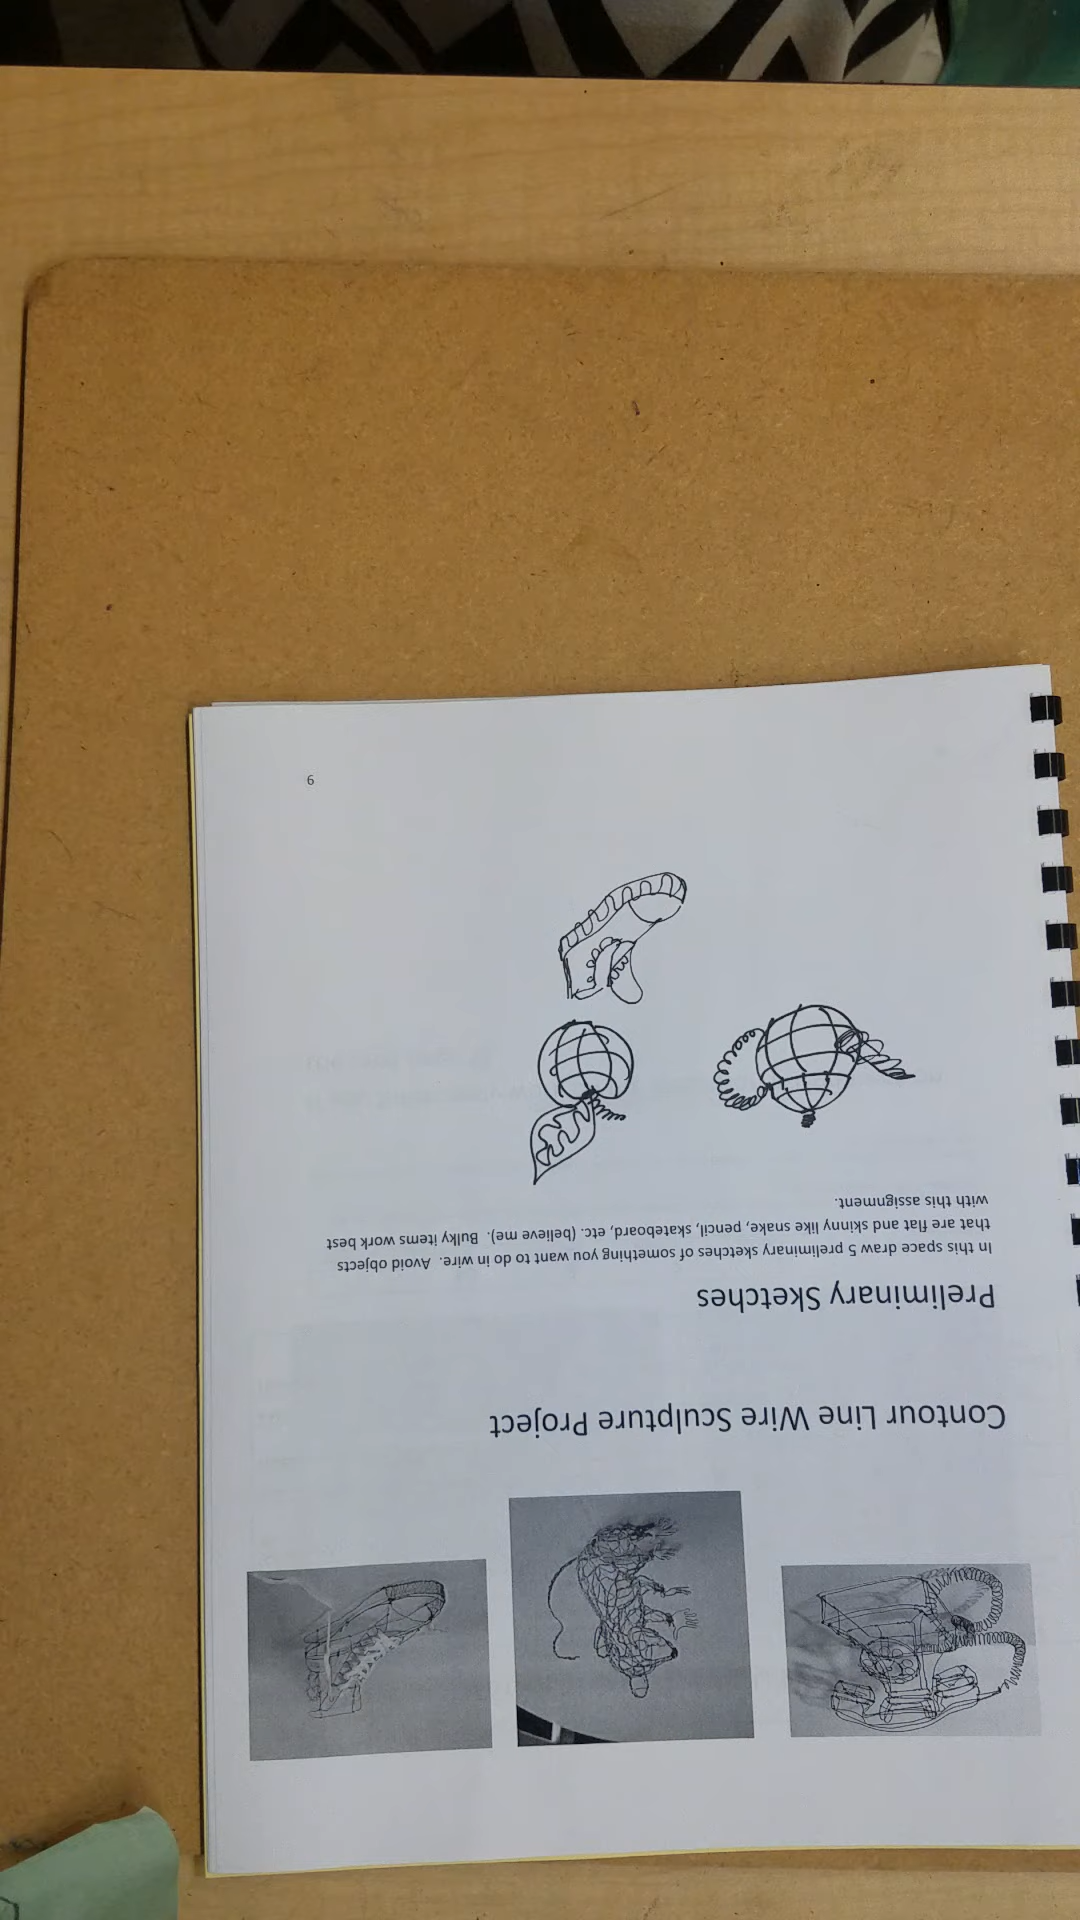 Contour Line Wire Sculpture Project
Preliminary Sketches
In this space draw 5 preliminary sketches of something you want to do in wire. Avoid objects
that are flat and skinny like snake, pencil, skateboard, etc. (believe me). Bulky items work best
with this assignment.
9